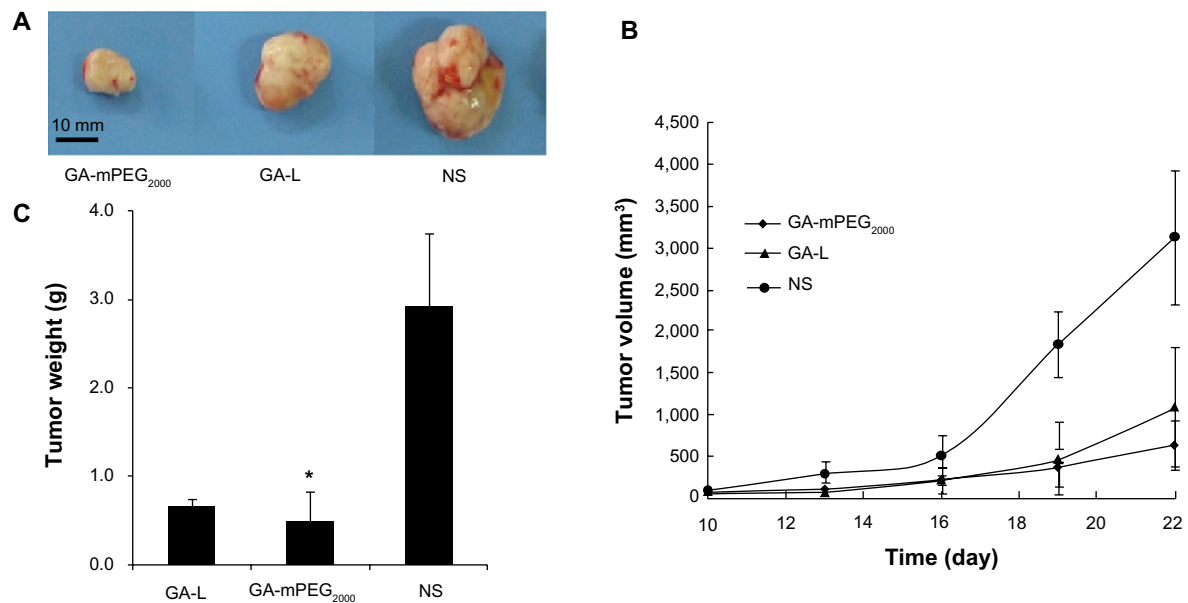 A
10 mm
GA-mPEG2000 GA-L NS
B
Tumor volume (mm³)
4,500
4,000
3,500
3,000
2,500
2,000
1,500
1,000
500
0
GA-mPEG2000
GA-L
NS
10 12 14 16 18 20 22
Time (day)
C
Tumor weight (g)
4.0
3.0
2.0
1.0
0.0
*
GA-L GA-mPEG2000 NS